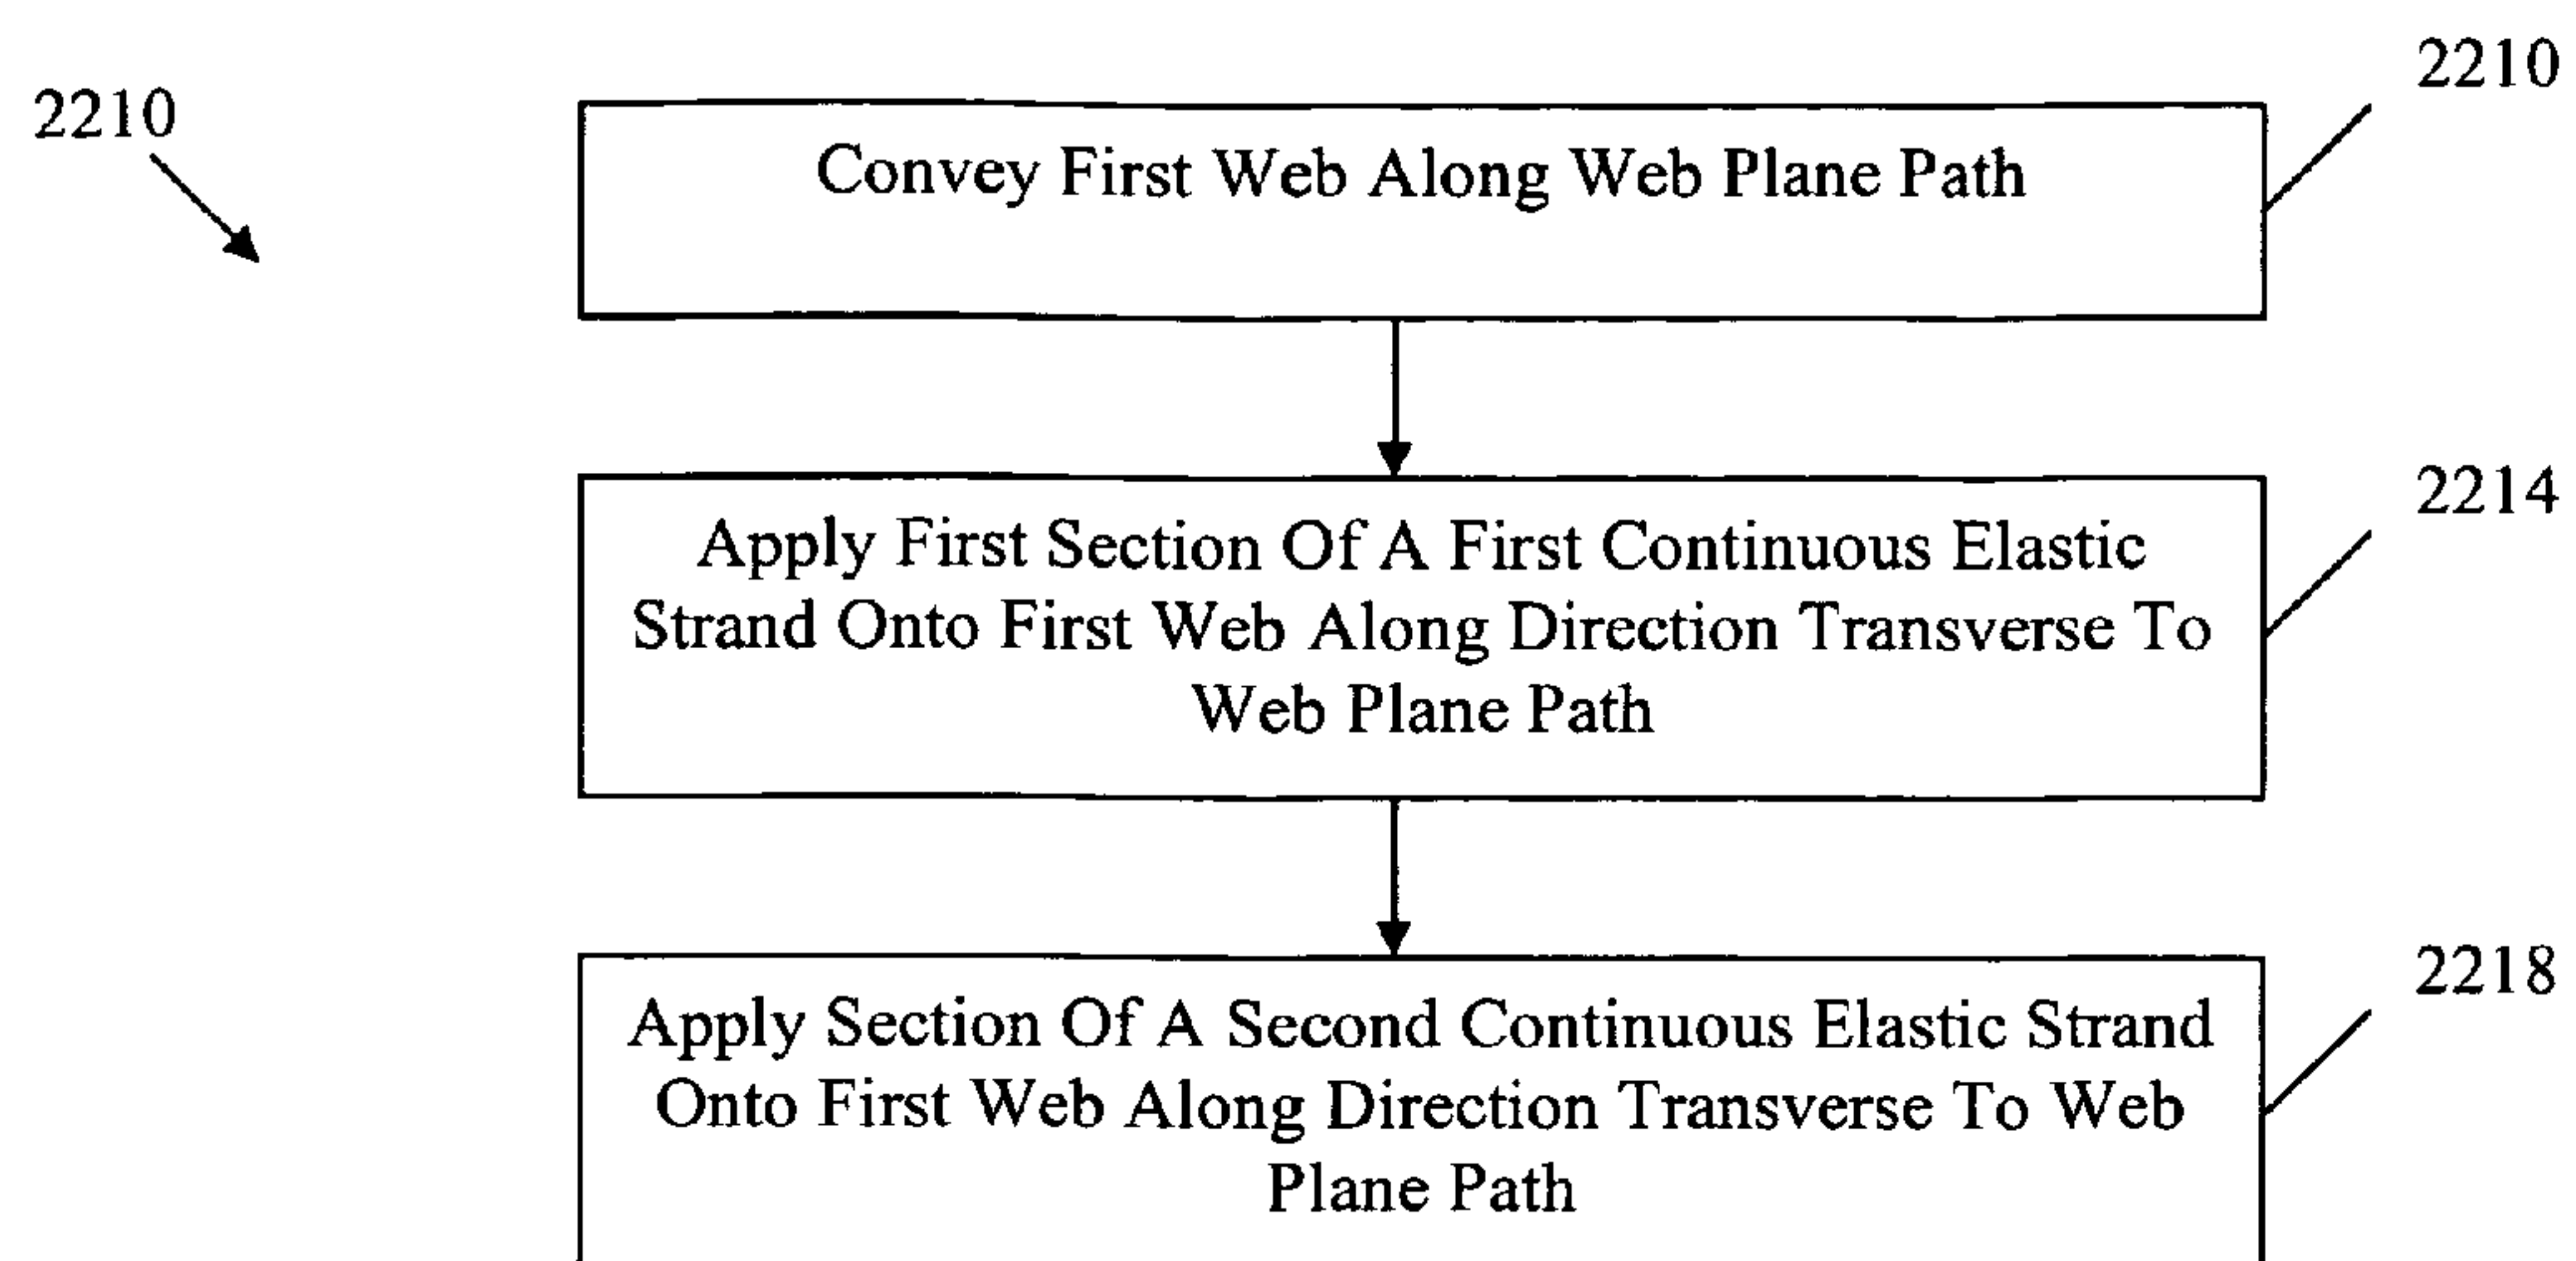 2210
2210
Convey First Web Along Web Plane Path
2214
Apply First Section Of A First Continuous Elastic
Strand Onto First Web Along Direction Transverse To
Web Plane Path
2218
Apply Section Of A Second Continuous Elastic Strand
Onto First Web Along Direction Transverse To Web
Plane Path